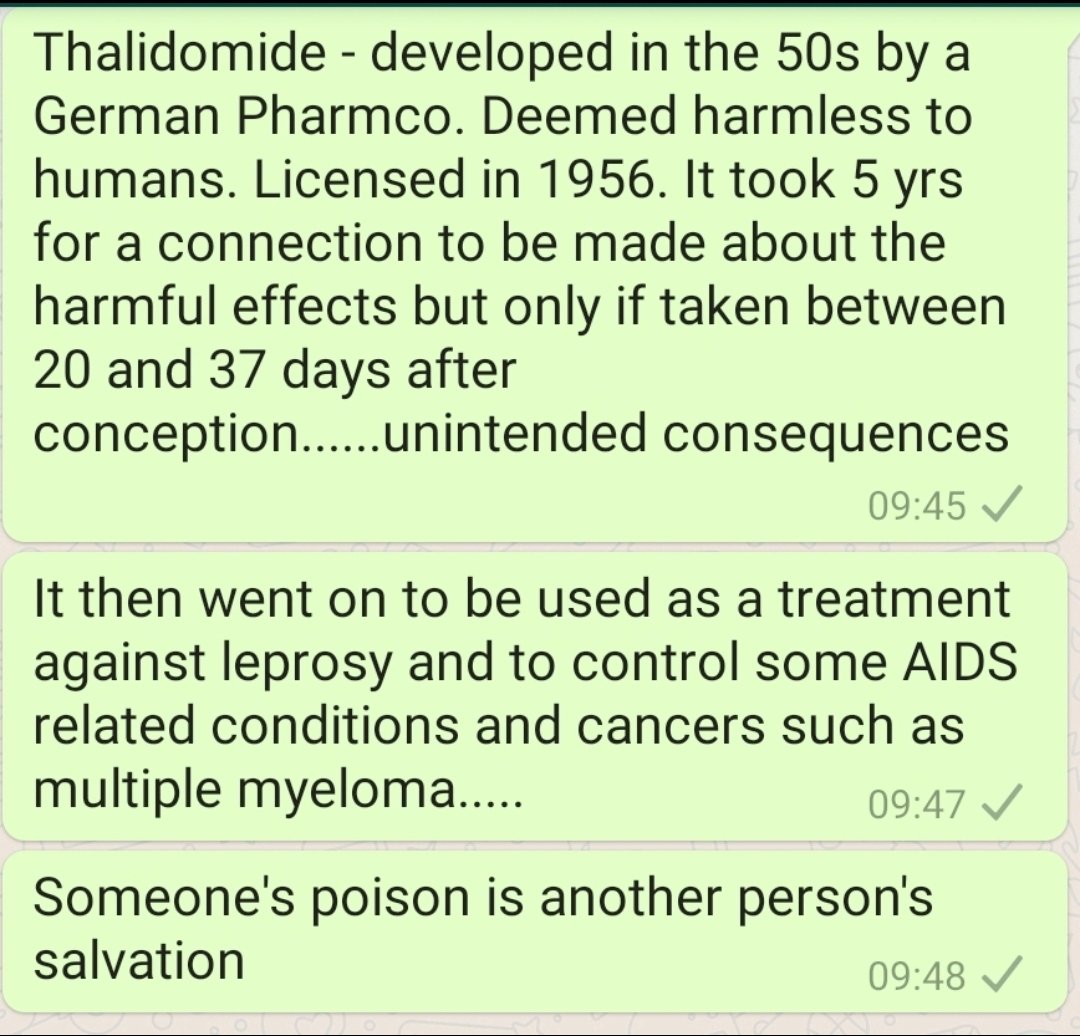 Thalidomide - developed in the 50s by a
German Pharmco. Deemed harmless to
humans. Licensed in 1956. It took 5 yrs
for a connection to be made about the
harmful effects but only if taken between
20 and 37 days after
conception......unintended consequences
09:45
It then went on to be used as a treatment
against leprosy and to control some AIDS
related conditions and cancers such as
multiple myeloma.....
09:47
Someone's poison is another person's
salvation
09:48